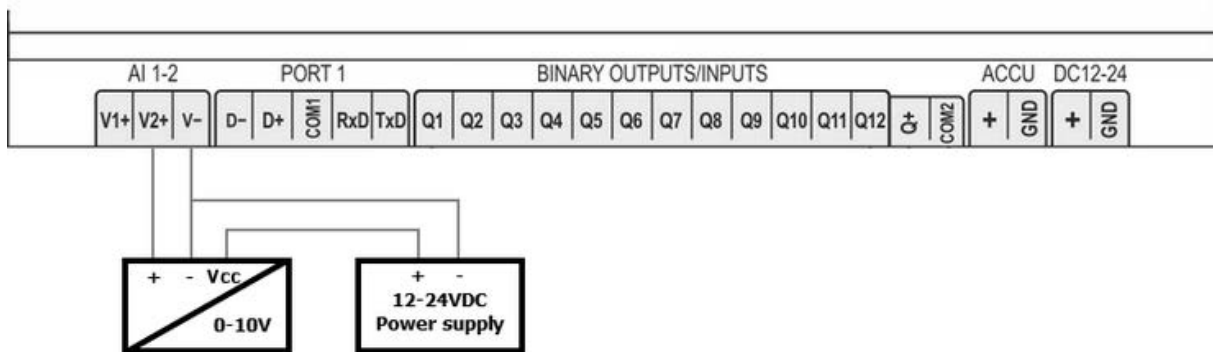 AI 1-2 PORT 1 BINARY OUTPUTS/INPUTS ACCU DC12-24
V1+ V2+ V- D- D+ COM1 RxD TxD Q1 Q2 Q3 Q4 Q5 Q6 Q7 Q8 Q9 Q10 Q11 Q12 Q+ COM2 + GND + GND
+ - Vcc
0-10V
+ -
12-24VDC
Power supply